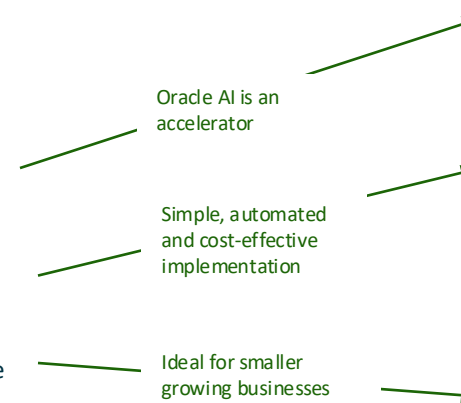 Oracle AI is an
accelerator
Simple, automated
and cost-effective
implementation
e
Ideal for smaller
growing businesses